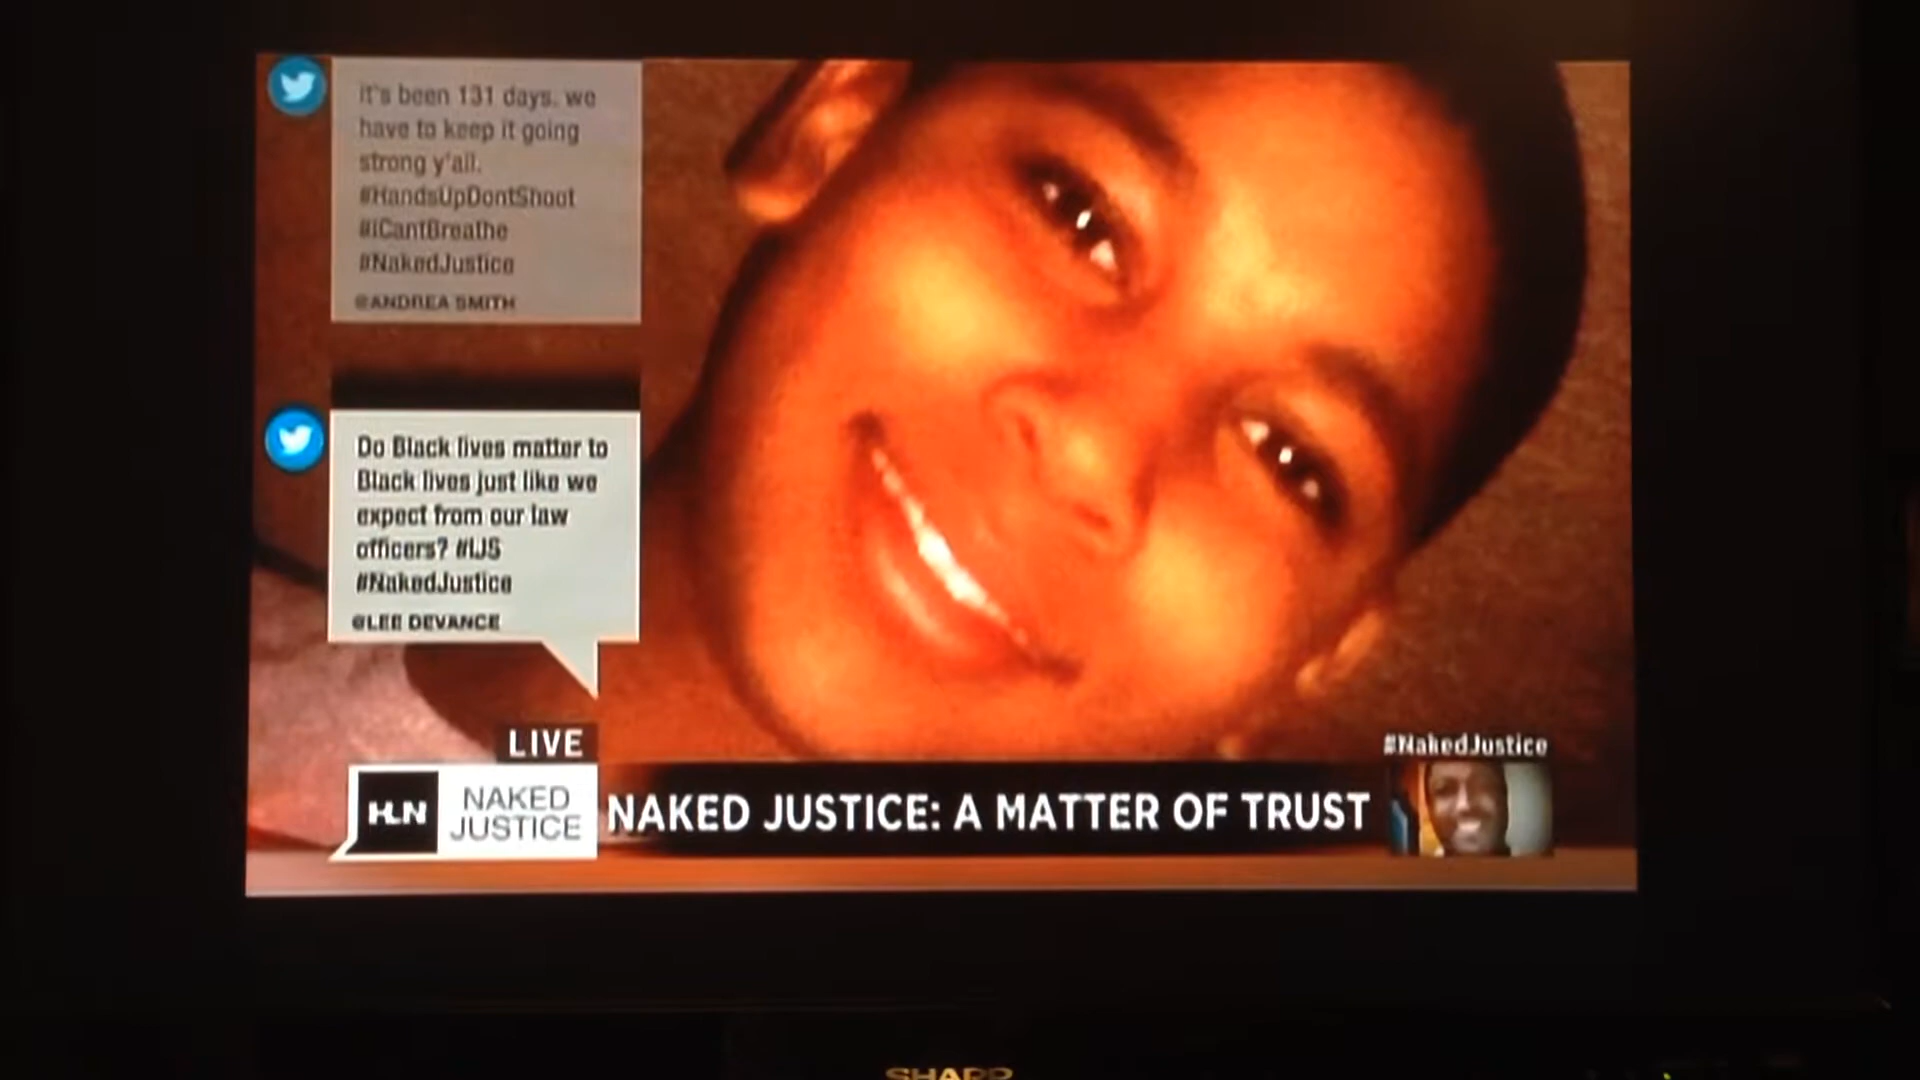 it's been 131 days. we
have to keep it going
strong y'all.
#HandsUpDontShoot
#ICantBreathe
#NakedJustice
@ANDREA SMITH
Do Black lives matter to
Black lives just like we
expect from our law
officers? #IJS
#NakedJustice
@LEE DEVANCE
LIVE
HLN
NAKED
JUSTICE
NAKED JUSTICE: A MATTER OF TRUST
#NakedJustice
SHARP